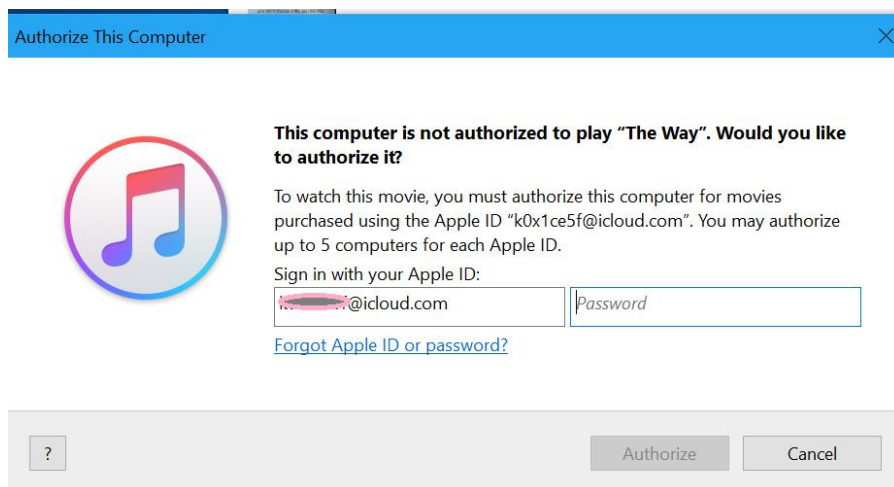 Authorize This Computer
This computer is not authorized to play “The Way”. Would you like
to authorize it?
To watch this movie, you must authorize this computer for movies
purchased using the Apple ID “k0x1ce5f@icloud.com”. You may authorize
up to 5 computers for each Apple ID.
Sign in with your Apple ID:
@icloud.com Password
Forgot Apple ID or password?
? Authorize Cancel